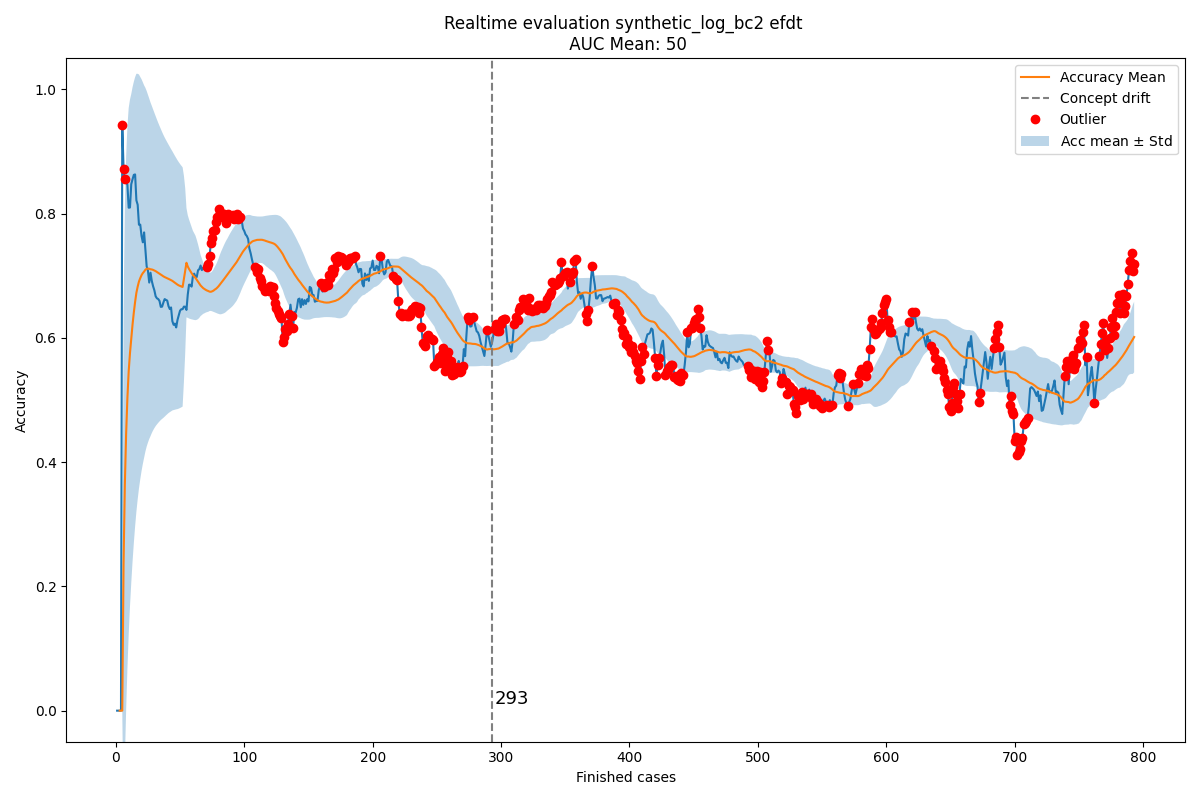 Realtime evaluation synthetic_log_bc2 efdt
AUC Mean: 50
Accuracy Mean
Concept drift
Outlier
Acc mean ± Std
1.0
0.8
0.6
0.4
0.2
0.0
Accuracy
293
0 100 200 300 400 500 600 700 800
Finished cases